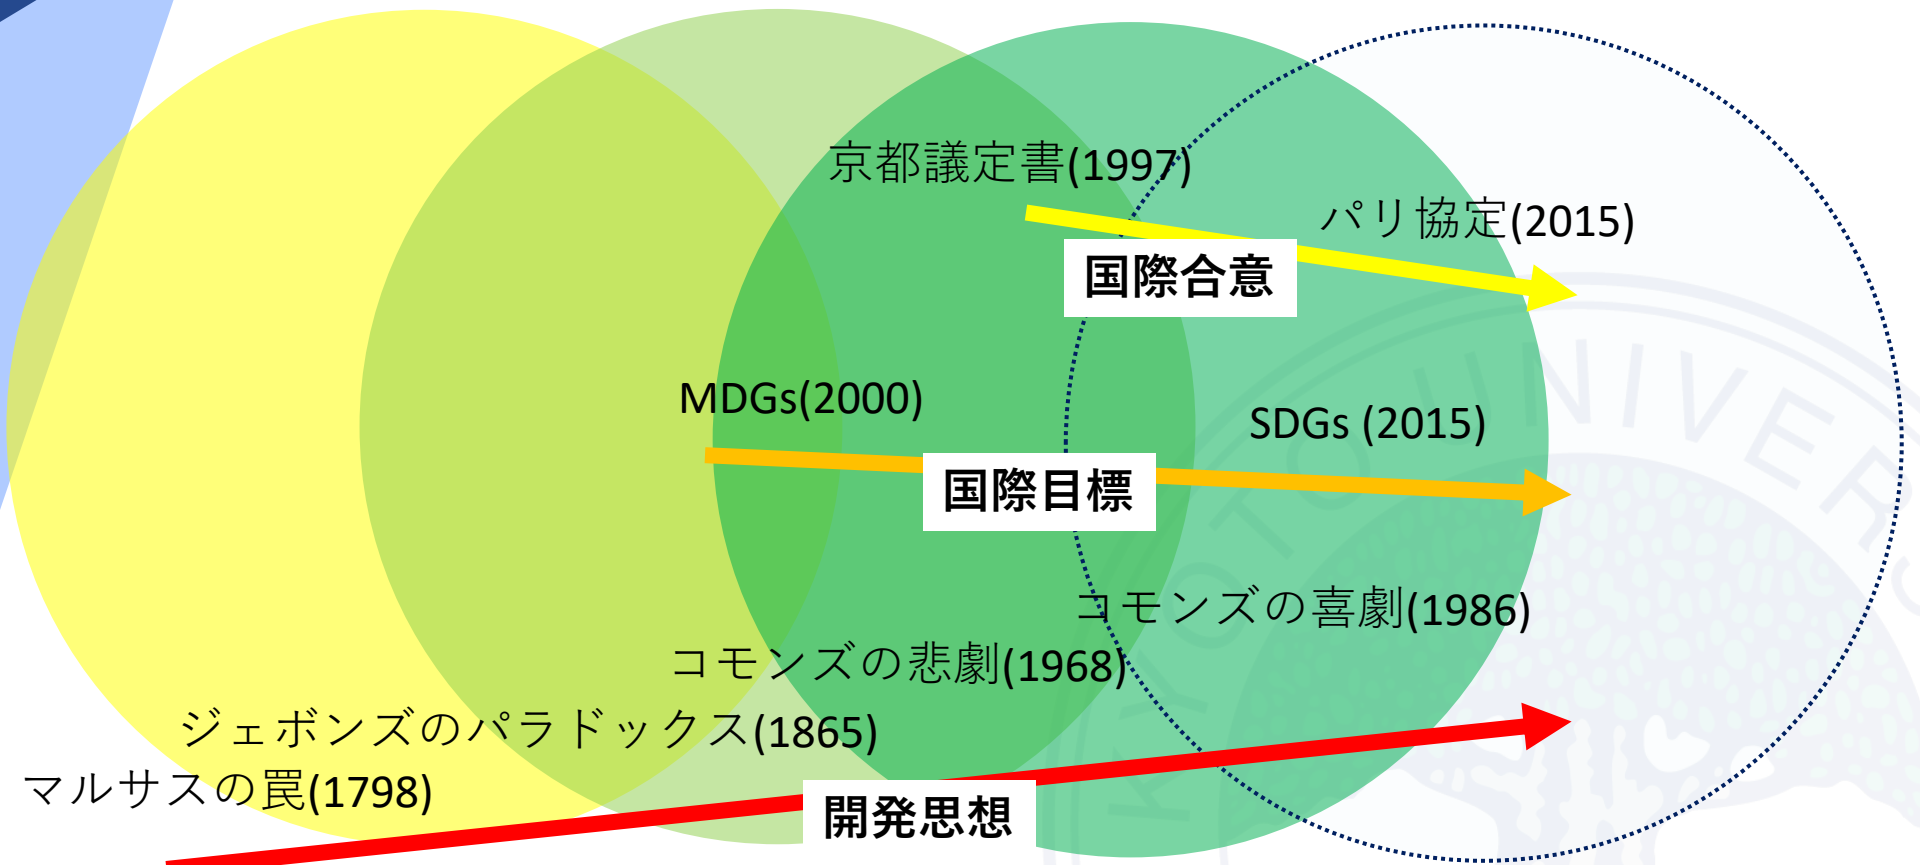 京都議定書(1997)
パリ協定(2015)
国際合意
MDGs(2000)
SDGs (2015)
国際目標
コモンズの喜劇(1986)
コモンズの悲劇(1968)
ジェボンズのパラドックス(1865)
マルサスの罠(1798)
開発思想
KYOTO UNIVERS